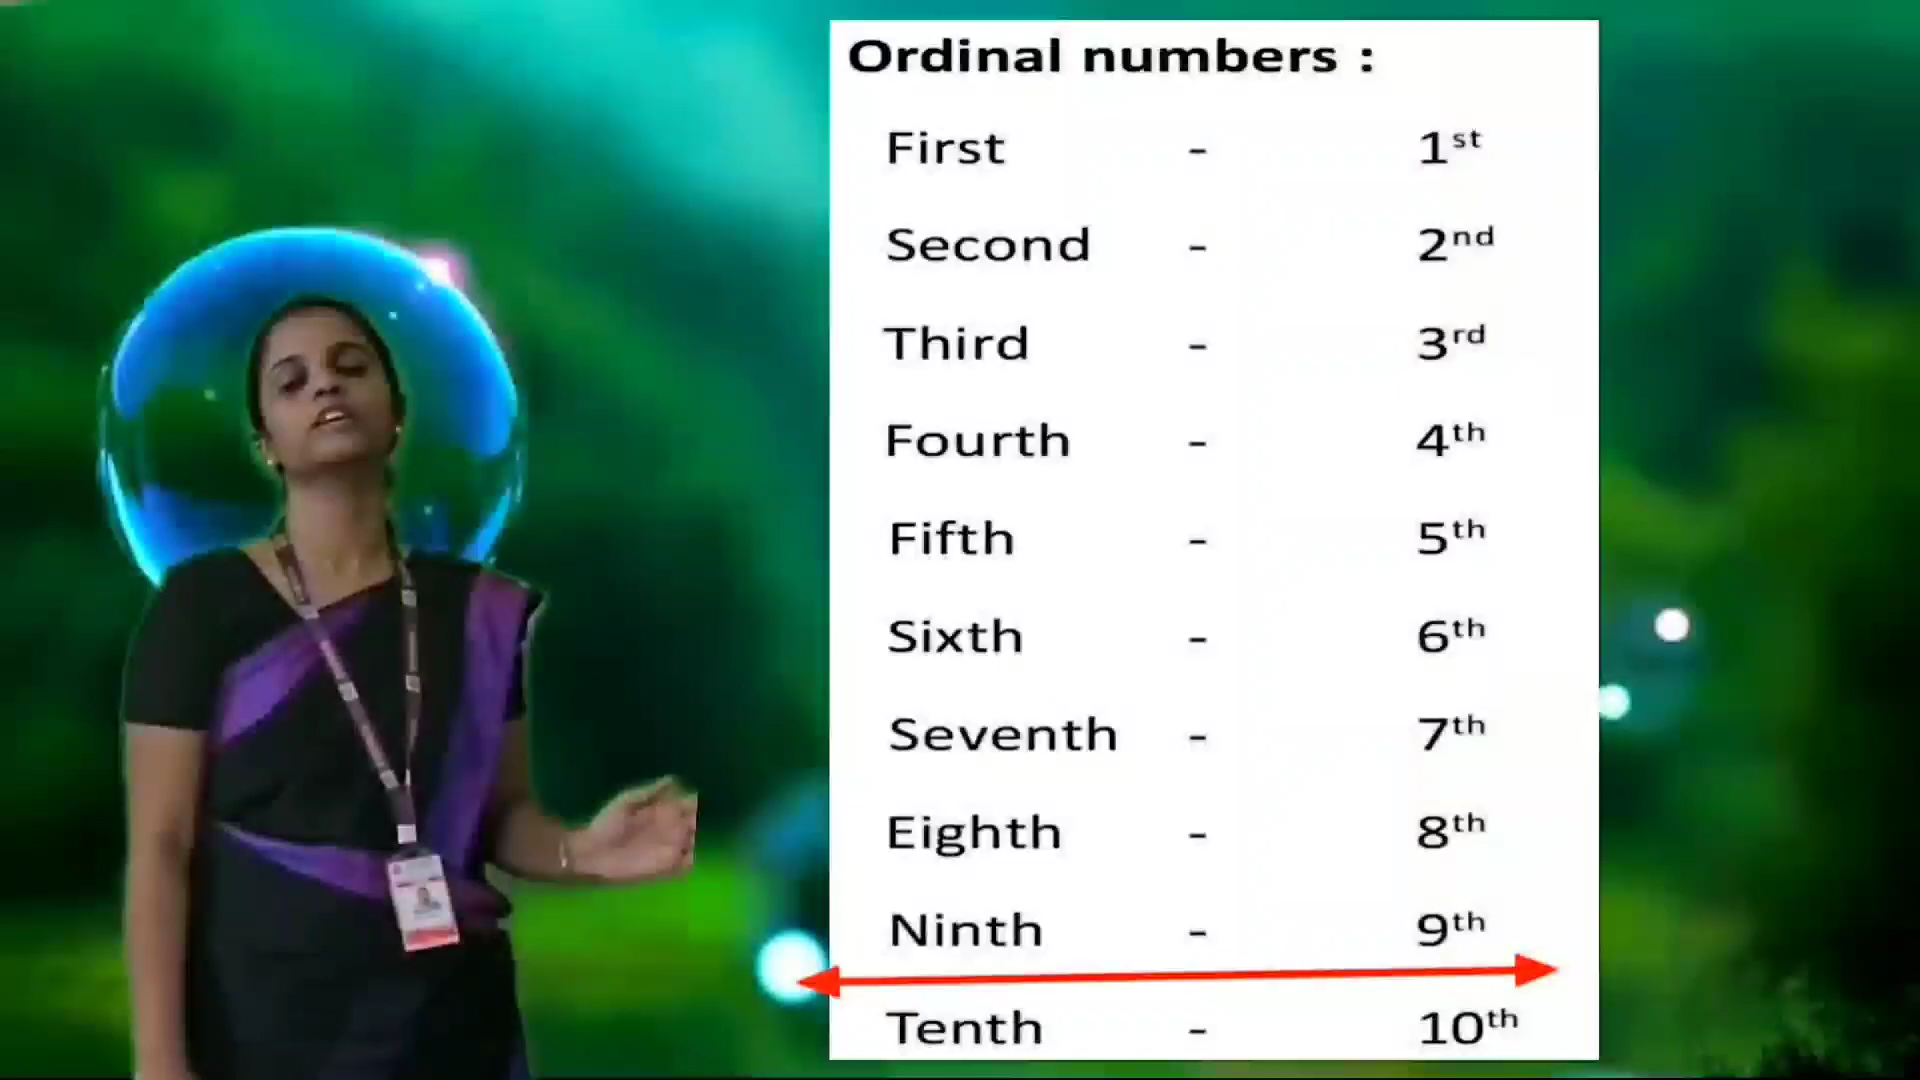 Ordinal numbers :
First - 1st
Second - 2nd
Third - 3rd
Fourth - 4th
Fifth - 5th
Sixth - 6th
Seventh - 7th
Eighth - 8th
Ninth - 9th
Tenth - 10th